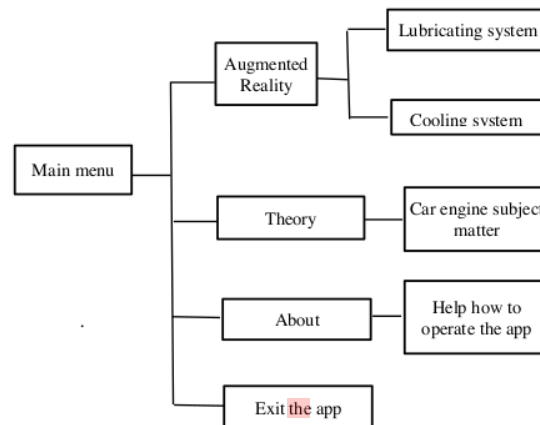 Lubricating system
Augmented
Reality
Cooling system
Main menu
Theory
Car engine subject
matter
About
Help how to
operate the app
Exit the app